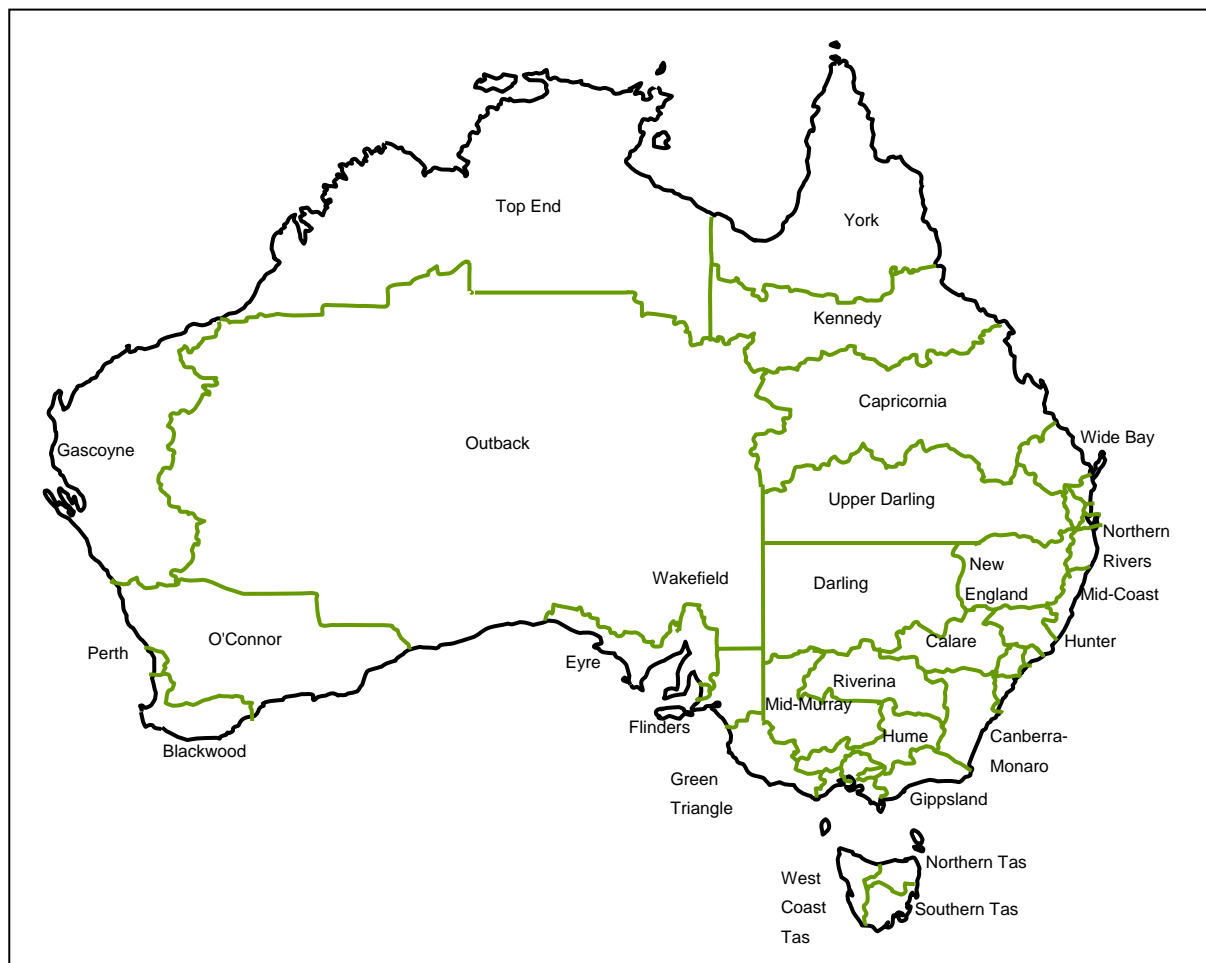 Top End
York
Kennedy
Capricornia
Gascoyne
Outback
Wide Bay
Upper Darling
Northern
Rivers
New
England
Wakefield
Darling
Mid-Coast
O'Connor
Perth
Calare
Hunter
Eyre
Riverina
Mid-Murray
Flinders
Hume
Blackwood
Canberra-
Monaro
Green
Triangle
Gippsland
Northern Tas
West
Coast
Tas
Southern Tas